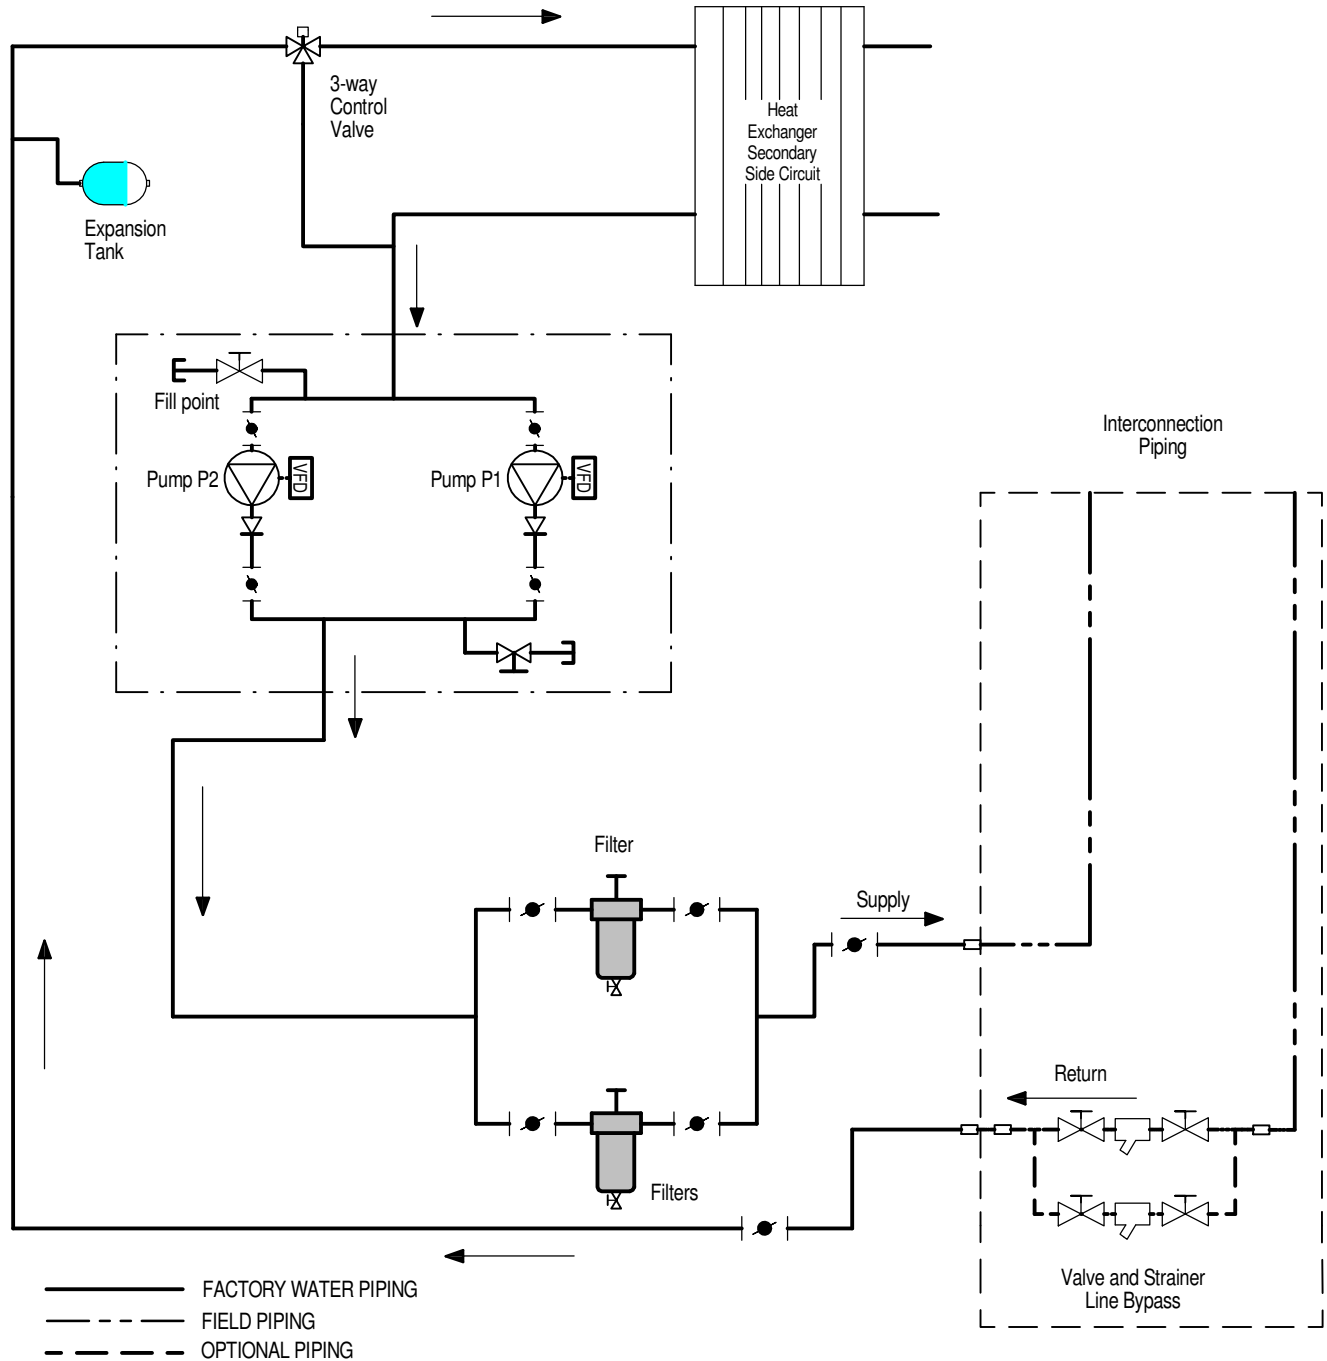 3-way
Control
Valve
Heat
Exchanger
Secondary
Side Circuit
Expansion
Tank
Fill point
Pump P2
VFD
Pump P1
VFD
Interconnection
Piping
Filter
Supply
Return
Filters
Valve and Strainer
Line Bypass
FACTORY WATER PIPING
FIELD PIPING
OPTIONAL PIPING